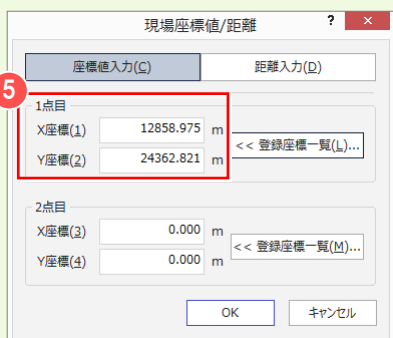 現場座標値/距離 ? ×
座標値入力(C) 距離入力(D)
5
1点目
X座標(1) 12858.975 m
<< 登録座標一覧(L)...
Y座標(2) 24362.821 m
2点目
X座標(3) 0.000 m
<< 登録座標一覧(M)...
Y座標(4) 0.000 m
OK キャンセル